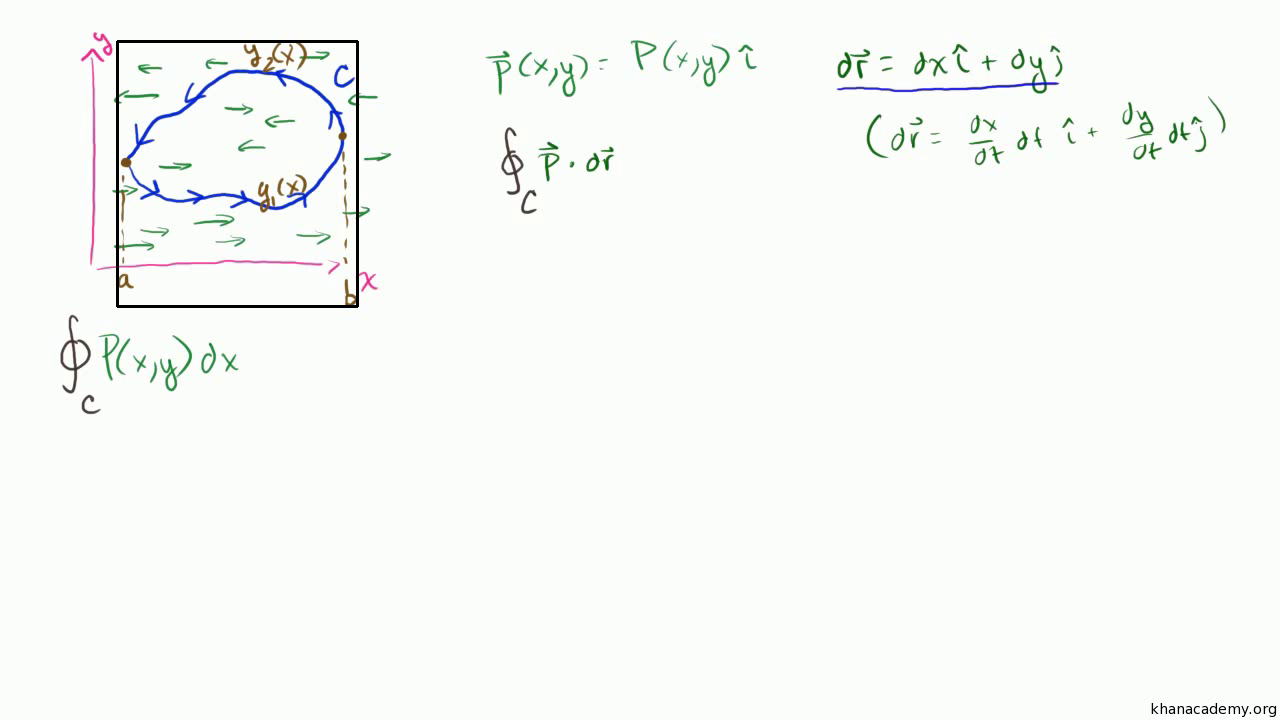 y
y₂(x)
C
y₁(x)
a
b
x
∮_C P(x,y) dx
P⃗(x,y) = P(x,y) î
∮_C P⃗ · dr⃗
dr⃗ = dx î + dy ĵ
(dr⃗ = dx/dt dt î + dy/dt dt ĵ)
khanacademy.org